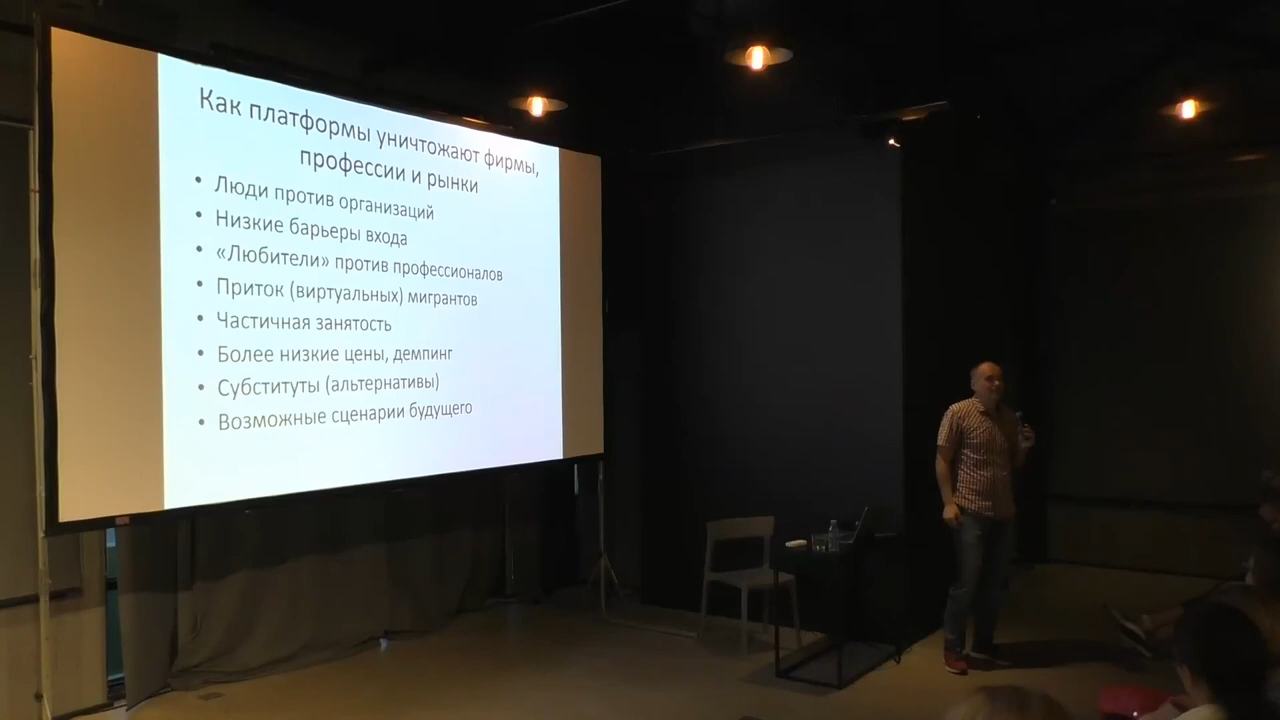 Как платформы уничтожают фирмы,
профессии и рынки
• Люди против организаций
• Низкие барьеры входа
• «Любители» против профессионалов
• Приток (виртуальных) мигрантов
• Частичная занятость
• Более низкие цены, демпинг
• Субституты (альтернативы)
• Возможные сценарии будущего